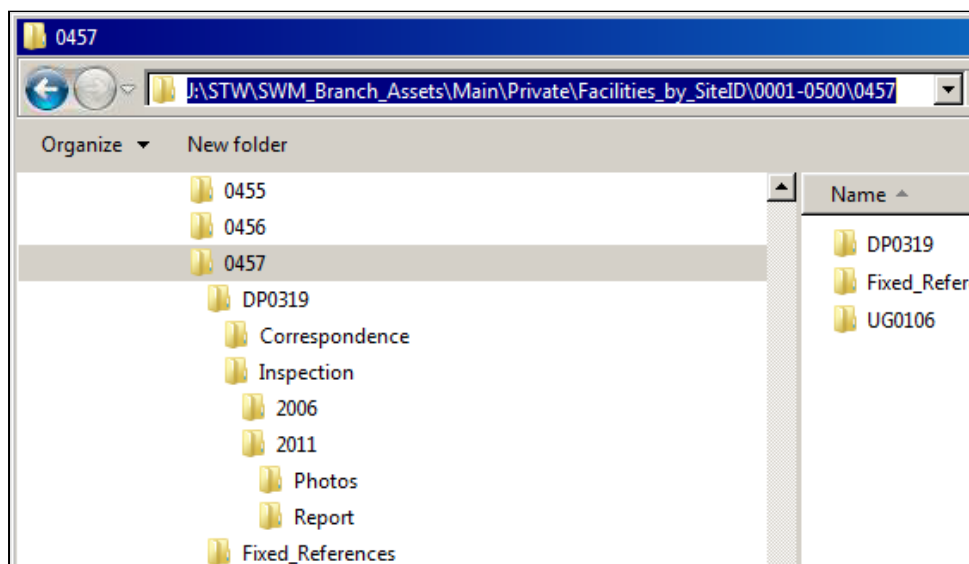 0457
J:\STW\SWM_Branch_Assets\Main\Private\Facilities_by_SiteID\0001-0500\0457
Organize New folder
0455
0456
0457
DP0319
Correspondence
Inspection
2006
2011
Photos
Report
Fixed_References
Name
DP0319
Fixed_Refer
UG0106